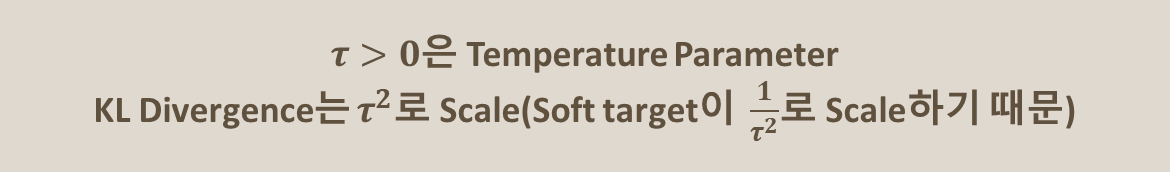 τ > 0은 Temperature Parameter
KL Divergence는 τ²로 Scale(Soft target이 1/τ²로 Scale하기 때문)